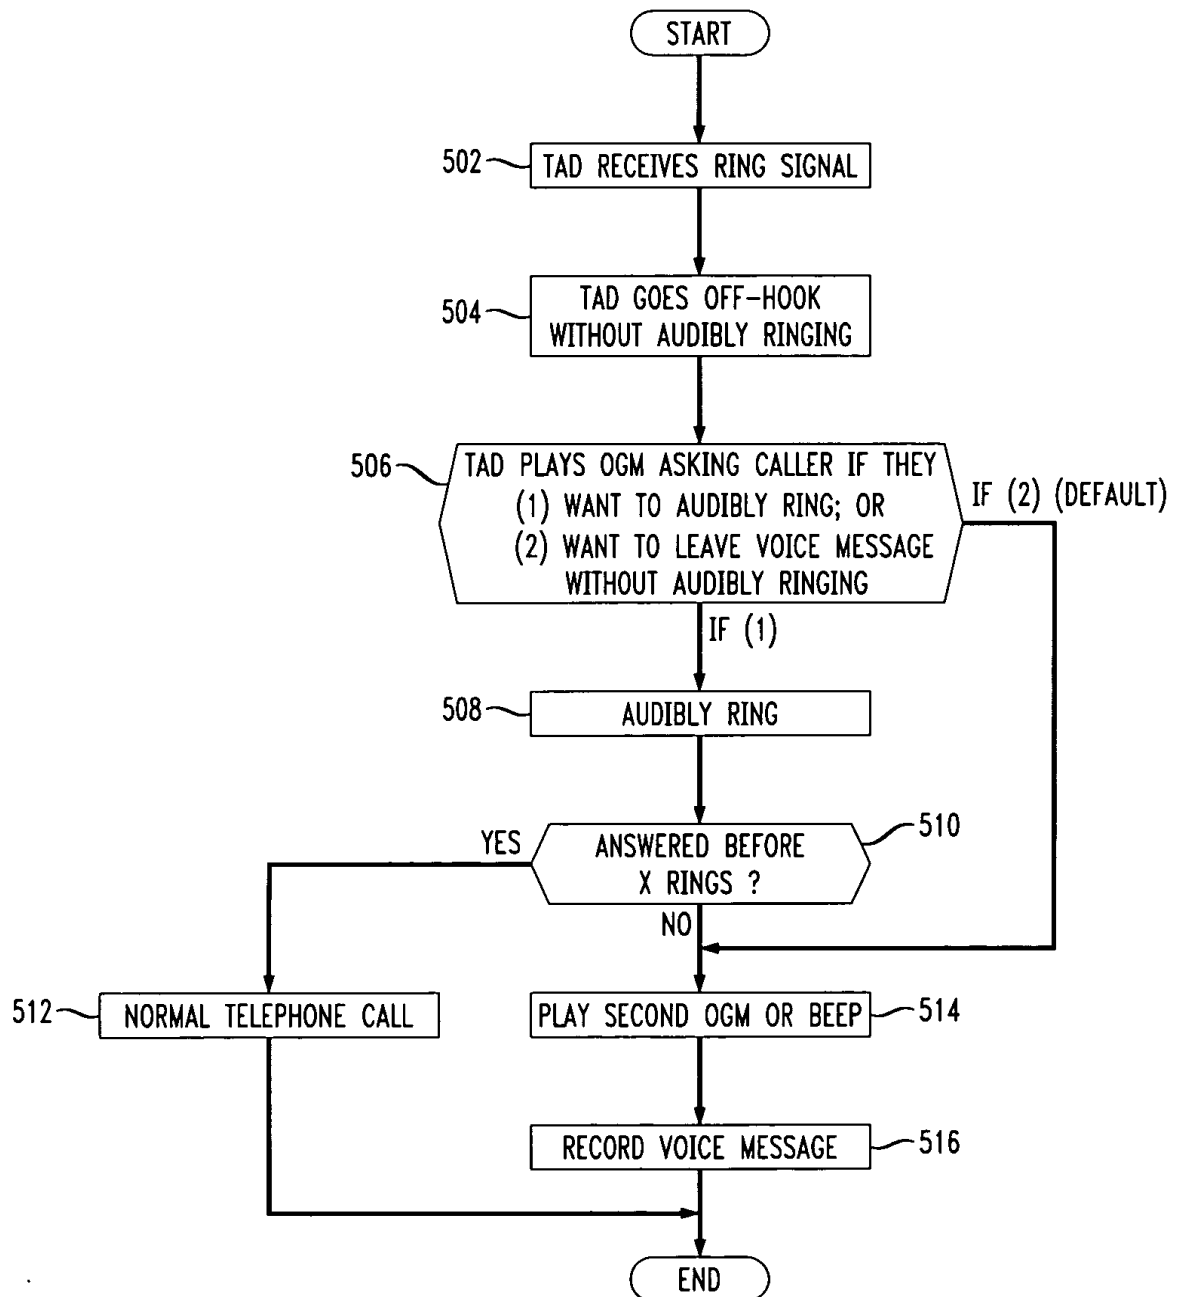 START
502
TAD RECEIVES RING SIGNAL
504
TAD GOES OFF-HOOK
WITHOUT AUDIBLY RINGING
506
TAD PLAYS OGM ASKING CALLER IF THEY
(1) WANT TO AUDIBLY RING; OR
(2) WANT TO LEAVE VOICE MESSAGE
WITHOUT AUDIBLY RINGING
IF (2) (DEFAULT)
IF (1)
508
AUDIBLY RING
510
YES
ANSWERED BEFORE
X RINGS ?
NO
512
NORMAL TELEPHONE CALL
PLAY SECOND OGM OR BEEP
514
RECORD VOICE MESSAGE
516
END